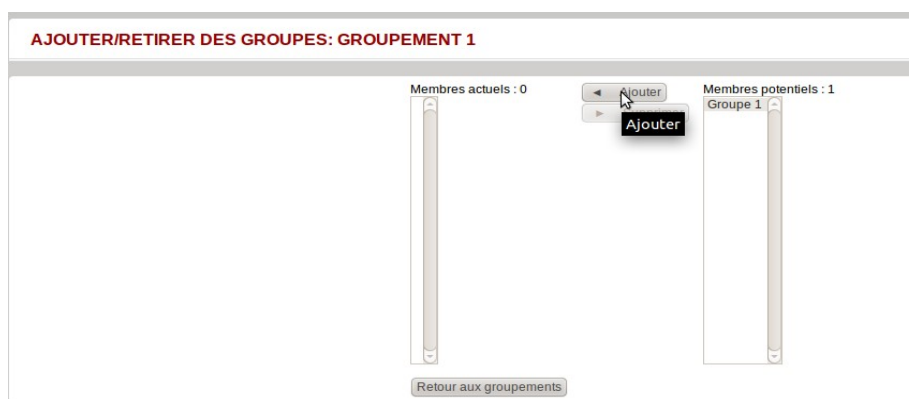 AJOUTER/RETIRER DES GROUPES: GROUPEMENT 1
Membres actuels : 0
◄ Ajouter
Membres potentiels : 1
Groupe 1
►
Ajouter
Retour aux groupements